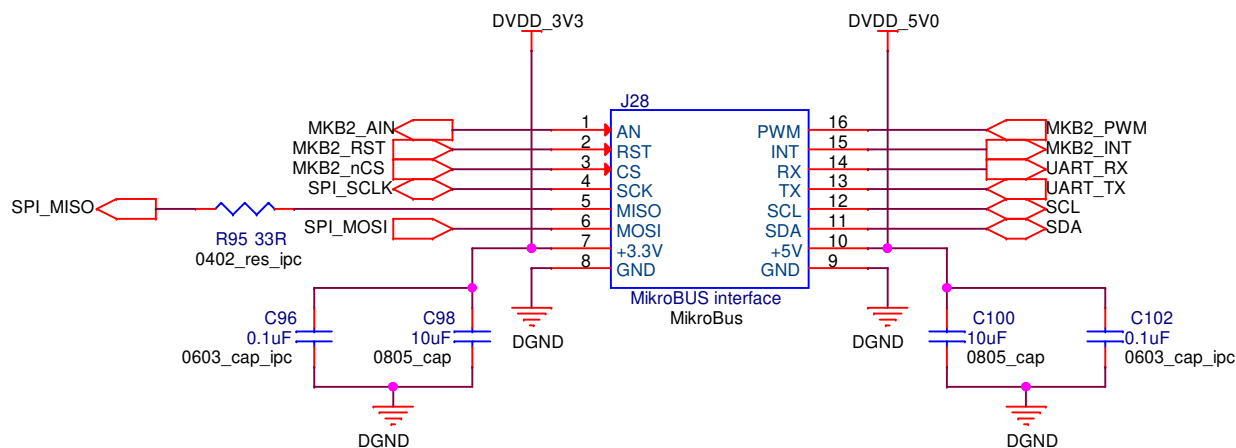 DVDD_3V3
DVDD_5V0
J28
MKB2_AIN 1 AN PWM 16 MKB2_PWM
MKB2_RST 2 RST INT 15 MKB2_INT
MKB2_nCS 3 CS RX 14 UART_RX
SPI_SCLK 4 SCK TX 13 UART_TX
SPI_MISO 5 MISO SCL 12 SCL
SPI_MOSI 6 MOSI SDA 11 SDA
R95 33R 7 +3.3V +5V 10
0402_res_ipc 8 GND GND 9
MikroBUS interface
MikroBus
C96
0.1uF
0603_cap_ipc
C98
10uF
0805_cap
DGND
DGND
C100
10uF
0805_cap
C102
0.1uF
0603_cap_ipc
DGND
DGND